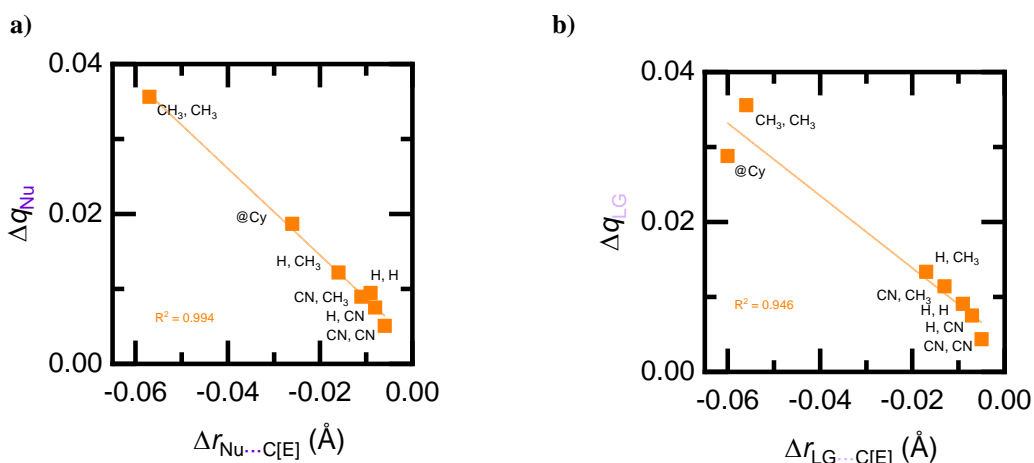 a)
0.04
0.02
0.00
Δq_Nu
CH₃, CH₃
@Cy
H, CH₃
H, H
CN, CH₃
H, CN
CN, CN
R² = 0.994
-0.06 -0.04 -0.02 0.00
Δr_Nu···C[E] (Å)
b)
0.04
0.02
0.00
Δq_LG
CH₃, CH₃
@Cy
H, CH₃
CN, CH₃
H, H
H, CN
CN, CN
R² = 0.946
-0.06 -0.04 -0.02 0.00
Δr_LG···C[E] (Å)